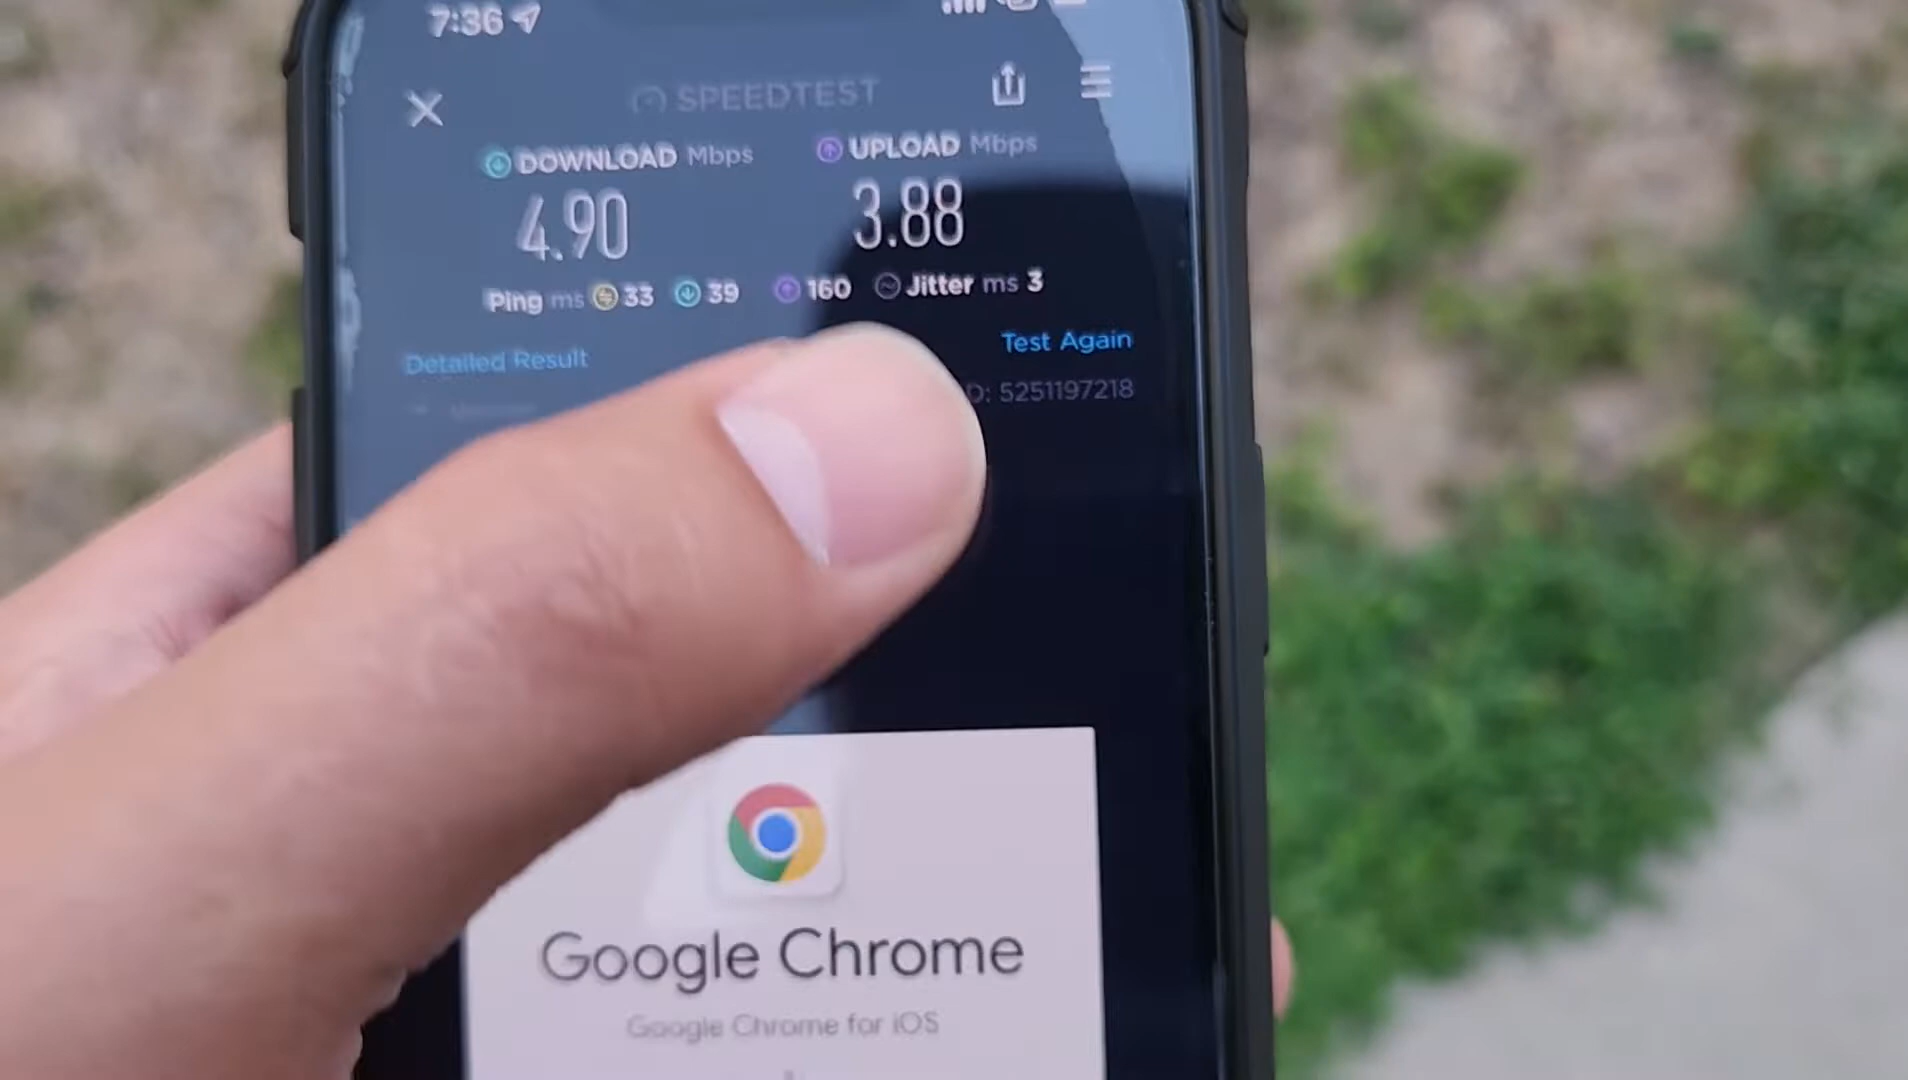 7:36
SPEEDTEST
DOWNLOAD Mbps
UPLOAD Mbps
4.90
3.88
Ping ms 33 39 160 Jitter ms 3
Test Again
Detailed Result
D: 5251197218
Google Chrome
Google Chrome for iOS